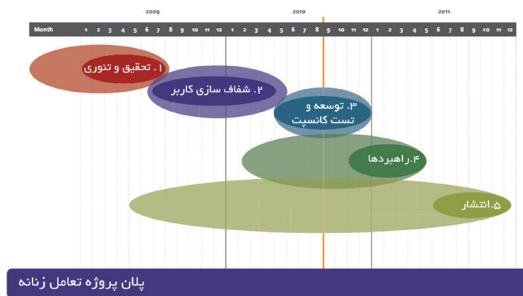 2009 2010 2011
Month 1 2 3 4 5 6 7 8 9 10 11 12 1 2 3 4 5 6 7 8 9 10 11 12 1 2 3 4 5 6 7 8 9 10 11 12
۱. تحقیق و تئوری
۲. شفاف سازی کاربر
۳. توسعه و
تست کانسپت
۴.راهبردها
۵.انتشار
پلان پروژه تعامل زنانه